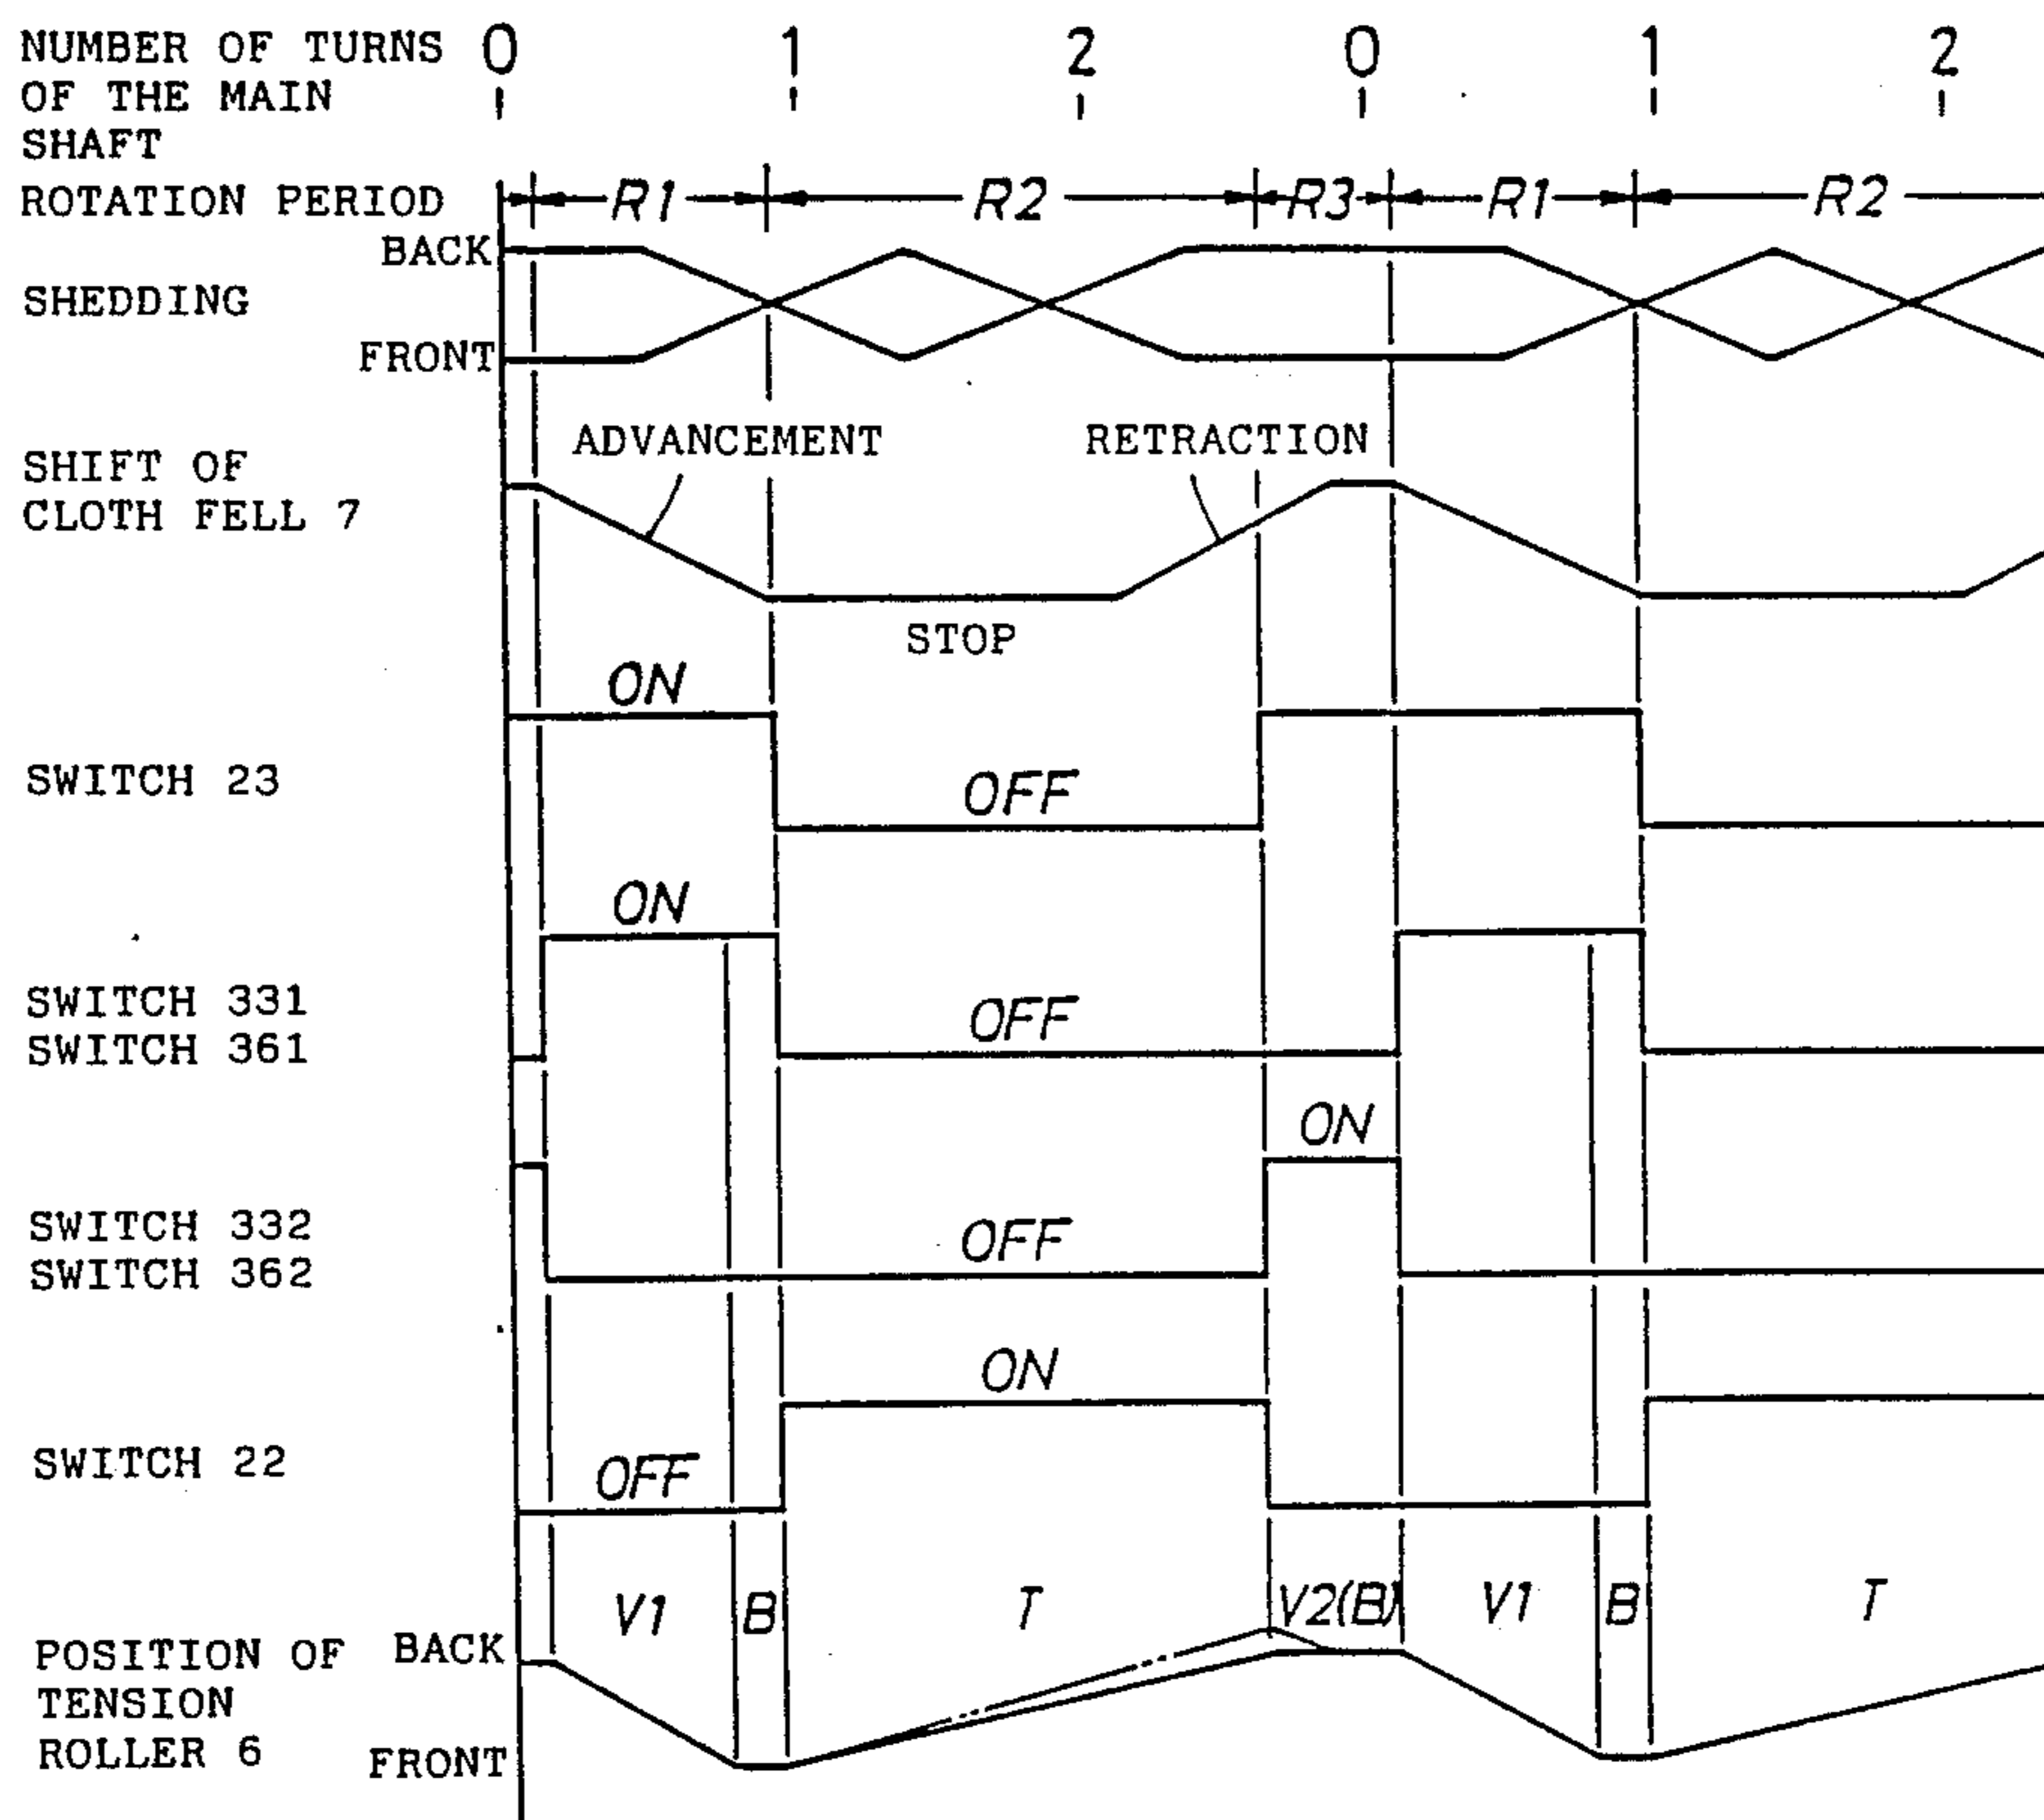 NUMBER OF TURNS 0 1 2 0 1 2
OF THE MAIN
SHAFT
ROTATION PERIOD R1 R2 R3 R1 R2
BACK
SHEDDING
FRONT
ADVANCEMENT RETRACTION
SHIFT OF
CLOTH FELL 7
STOP
ON
SWITCH 23
OFF
ON
SWITCH 331
OFF
SWITCH 361
ON
SWITCH 332
OFF
SWITCH 362
ON
SWITCH 22
OFF
V1 B T V2(B) V1 B T
POSITION OF BACK
TENSION
ROLLER 6 FRONT